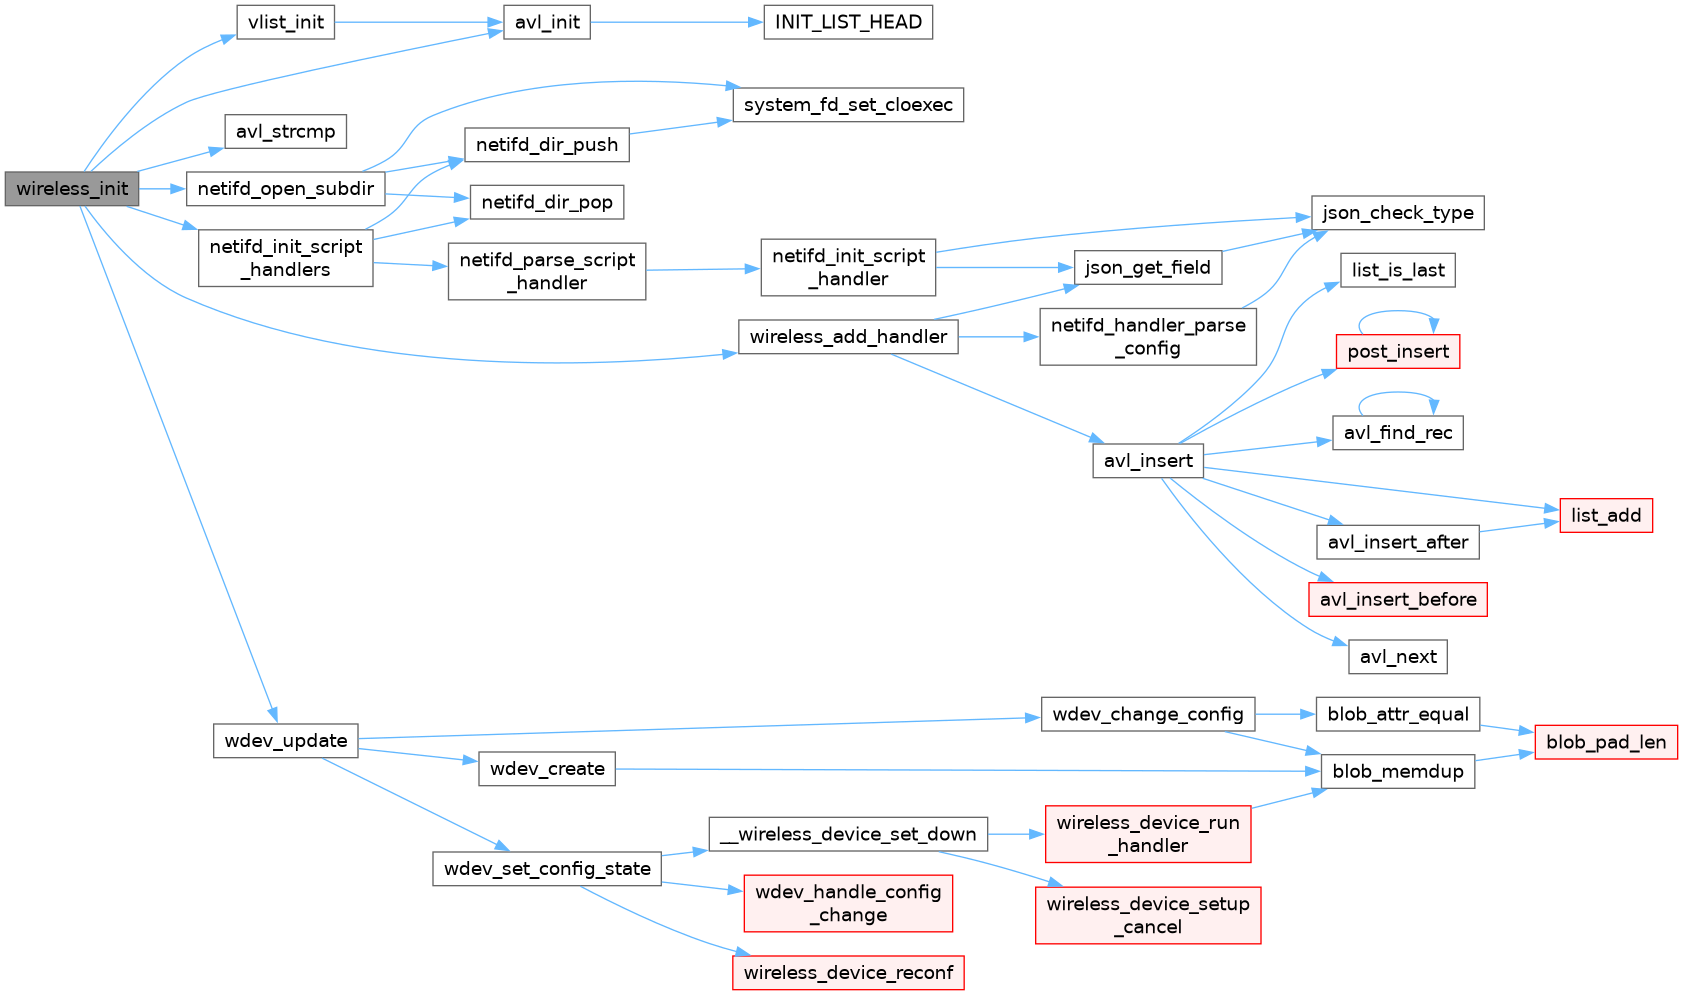 wireless_init
vlist_init
avl_init
INIT_LIST_HEAD
avl_strcmp
netifd_open_subdir
netifd_init_script
_handlers
netifd_dir_push
netifd_dir_pop
system_fd_set_cloexec
netifd_parse_script
_handler
netifd_init_script
_handler
wireless_add_handler
json_get_field
json_check_type
netifd_handler_parse
_config
avl_insert
list_is_last
post_insert
avl_find_rec
list_add
avl_insert_after
avl_insert_before
avl_next
wdev_update
wdev_change_config
blob_attr_equal
blob_pad_len
wdev_create
blob_memdup
wdev_set_config_state
__wireless_device_set_down
wireless_device_run
_handler
wdev_handle_config
_change
wireless_device_setup
_cancel
wireless_device_reconf